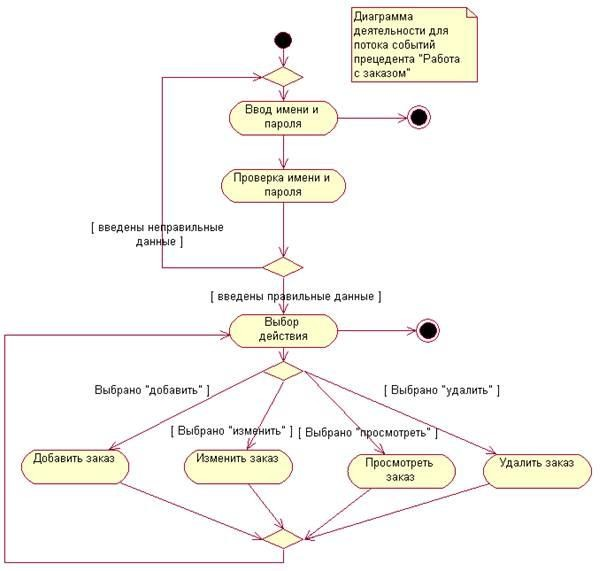 Диаграмма
деятельности для
потока событий
прецедента "Работа
с заказом"
Ввод имени и
пароля
Проверка имени и
пароля
[ введены неправильные
данные ]
[ введены правильные данные ]
Выбор
действия
Выбрано "добавить" ]
[ Выбрано "изменить" ]
[ Выбрано "просмотреть"
[ Выбрано "удалить" ]
Добавить заказ
Изменить заказ
Просмотреть
заказ
Удалить заказ